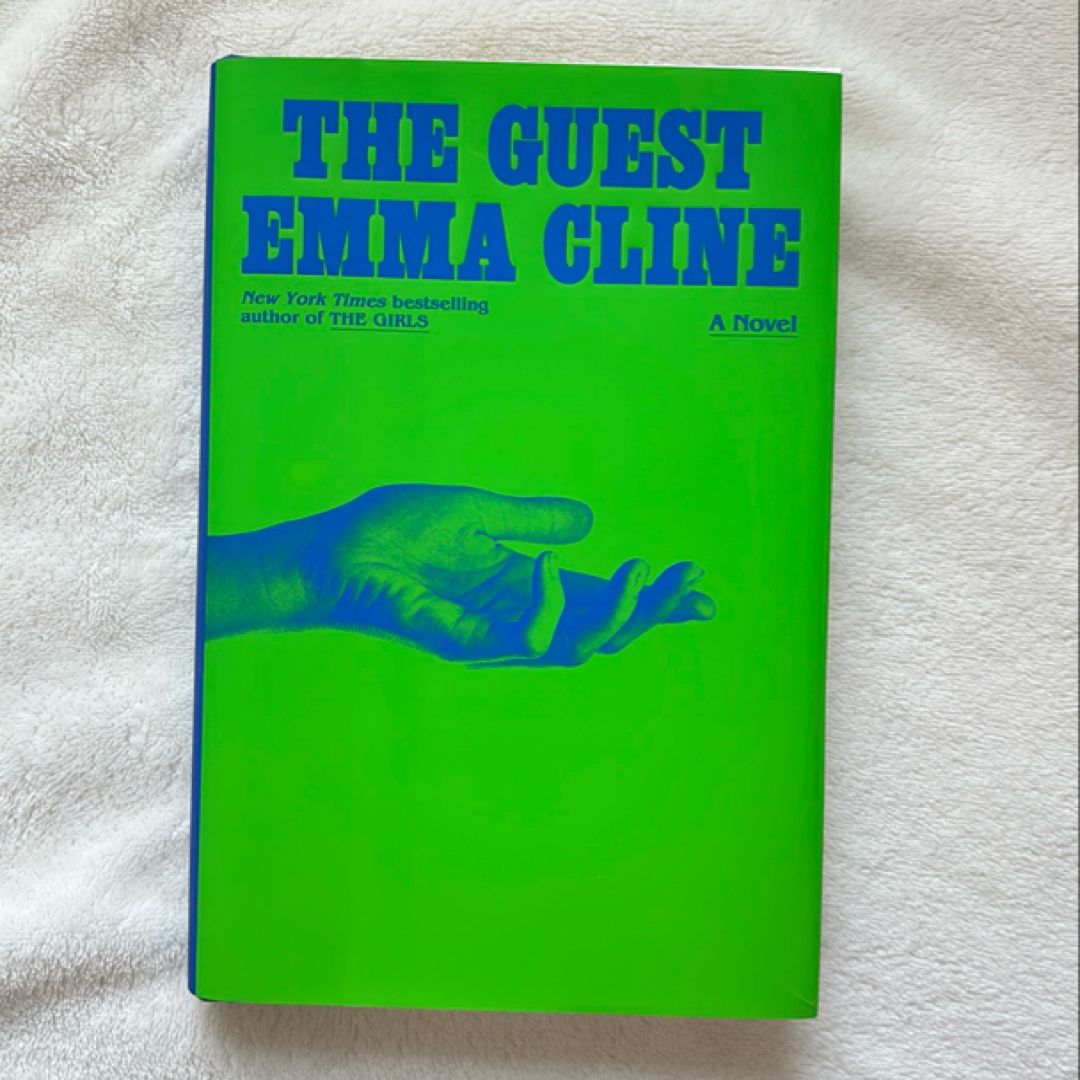 THE GUEST
EMMA CLINE
New York Times bestselling
author of THE GIRLS
A Novel